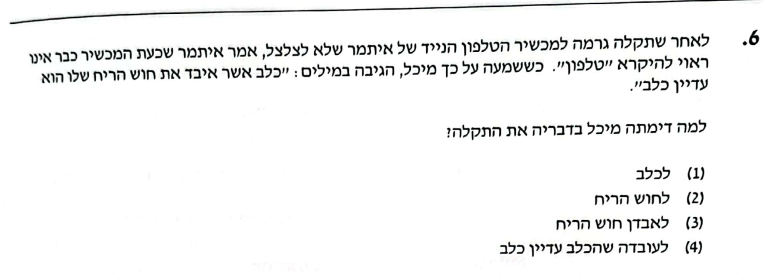 6. לאחר שתקלה גרמה למכשיר הטלפון הנייד של איתמר שלא לצלצל, אמר איתמר שכעת המכשיר כבר אינו
ראוי להיקרא "טלפון". כששמעה על כך מיכל, הגיבה במילים: "כלב אשר איבד את חוש הריח שלו הוא
עדיין כלב".
למה דימתה מיכל בדבריה את התקלה?
(1) לכלב
(2) לחוש הריח
(3) לאבדן חוש הריח
(4) לעובדה שהכלב עדיין כלב